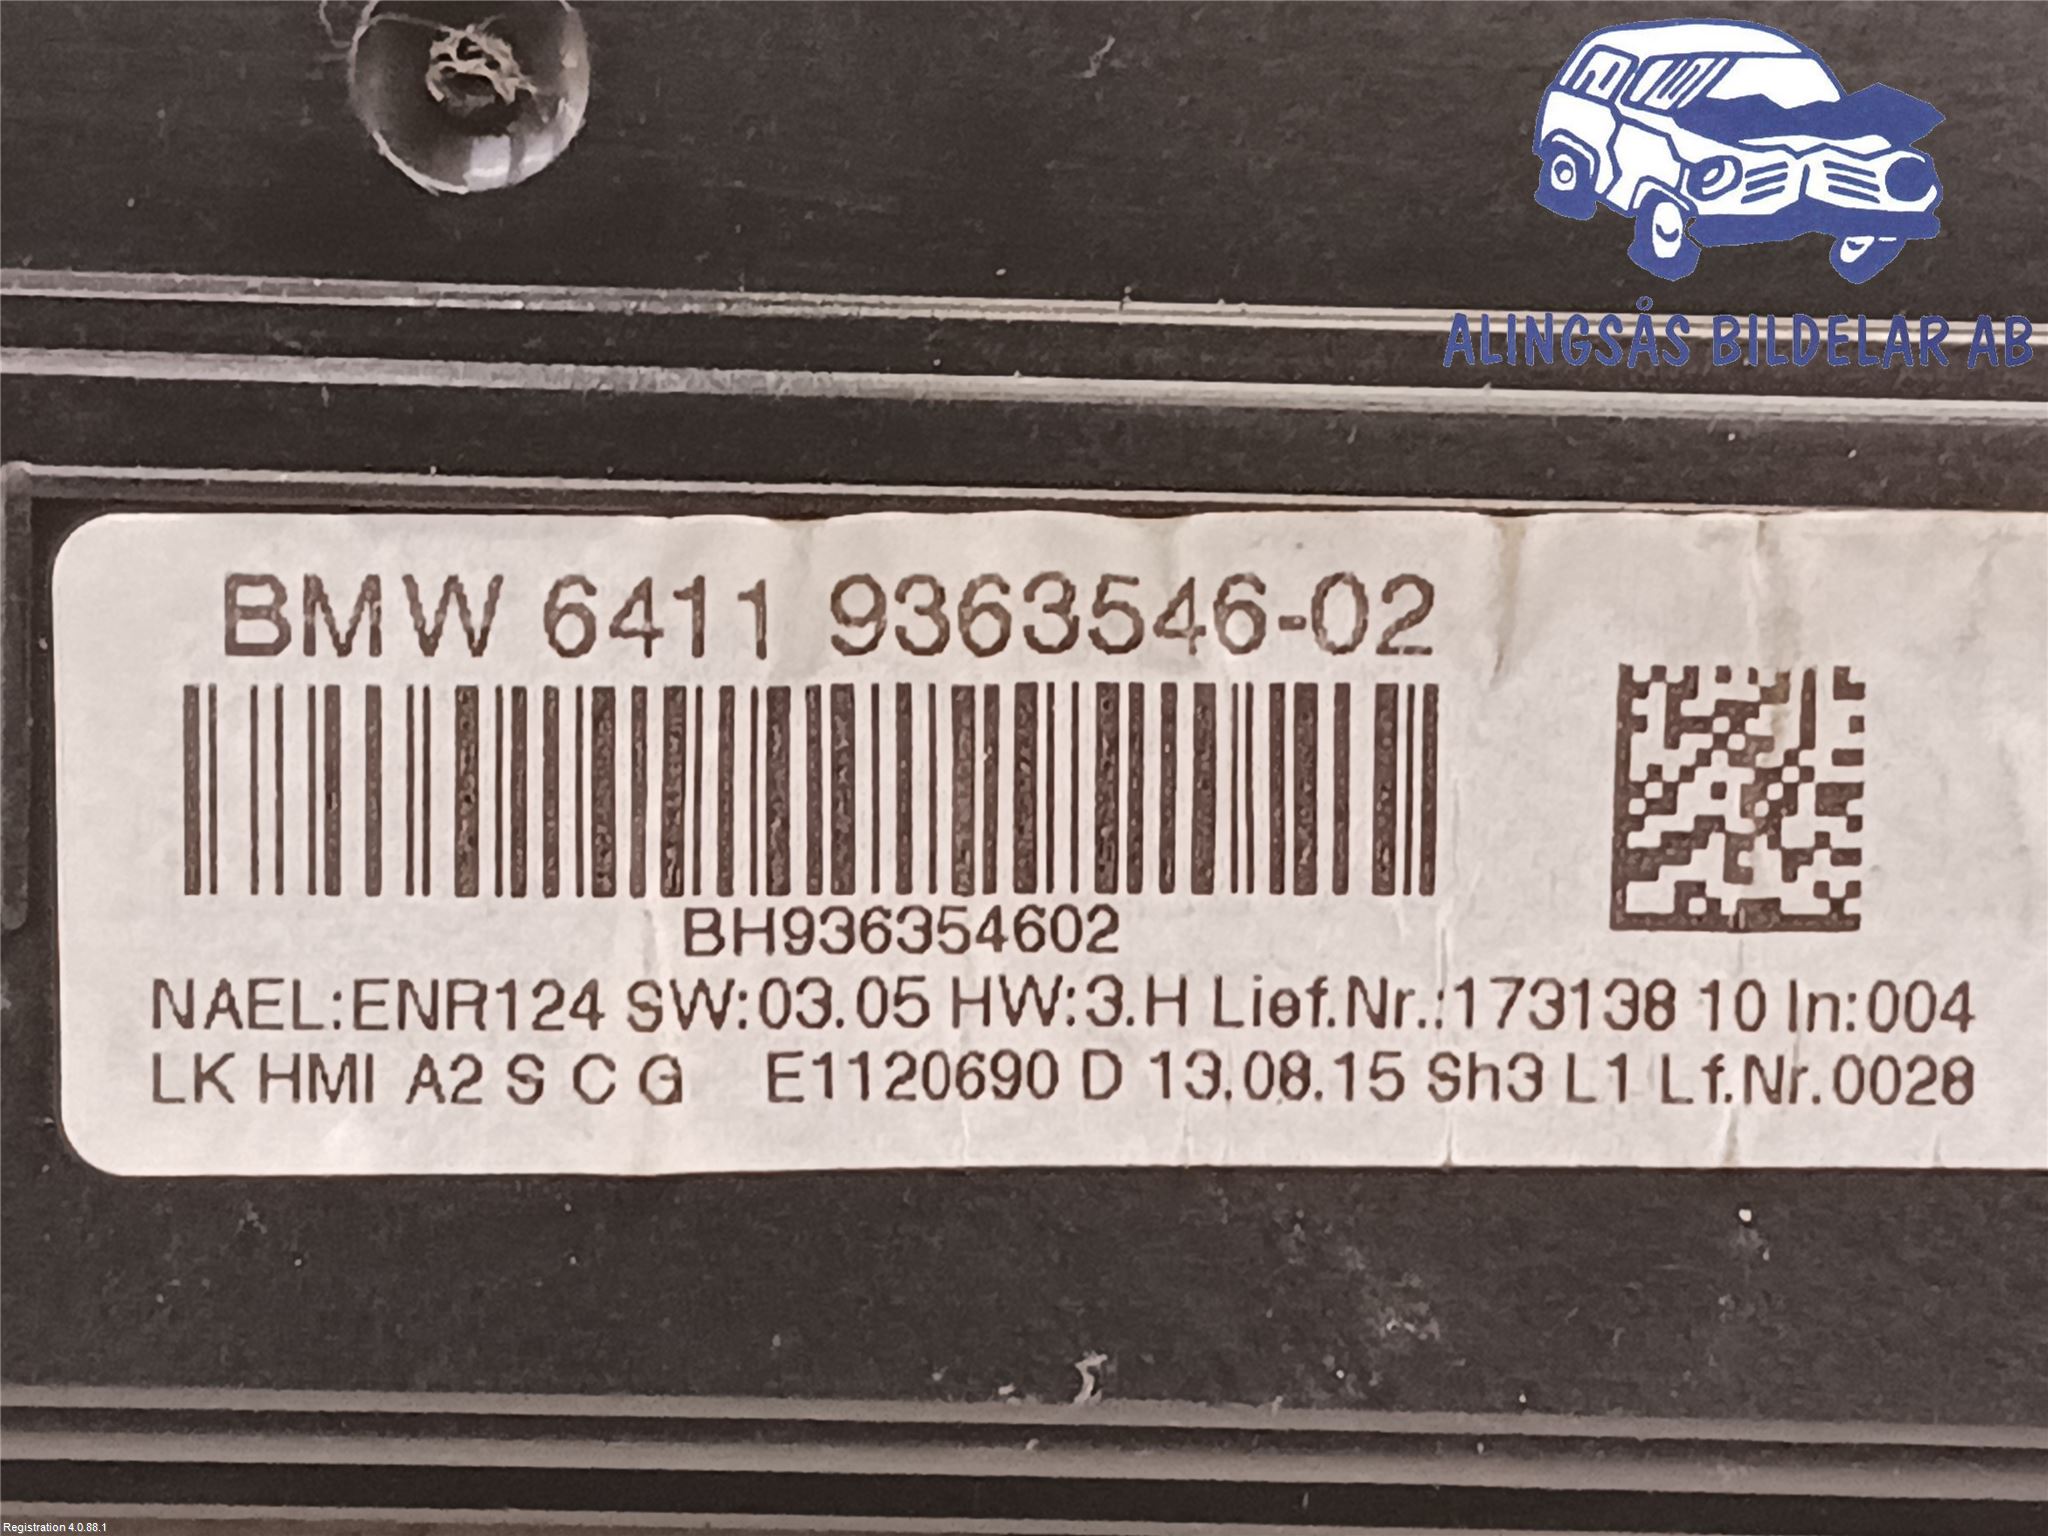 ALINGSÅS BILDELAR AB
BMW 6411 9363546-02
BH936354602
NAEL:ENR124 SW:03.05 HW:3.H Lief.Nr.:173138 10 In:004
LK HMI A2 S C G E1120690 D 13.08.15 Sh3 L1 Lf.Nr.0028
Registration 4.0.88.1